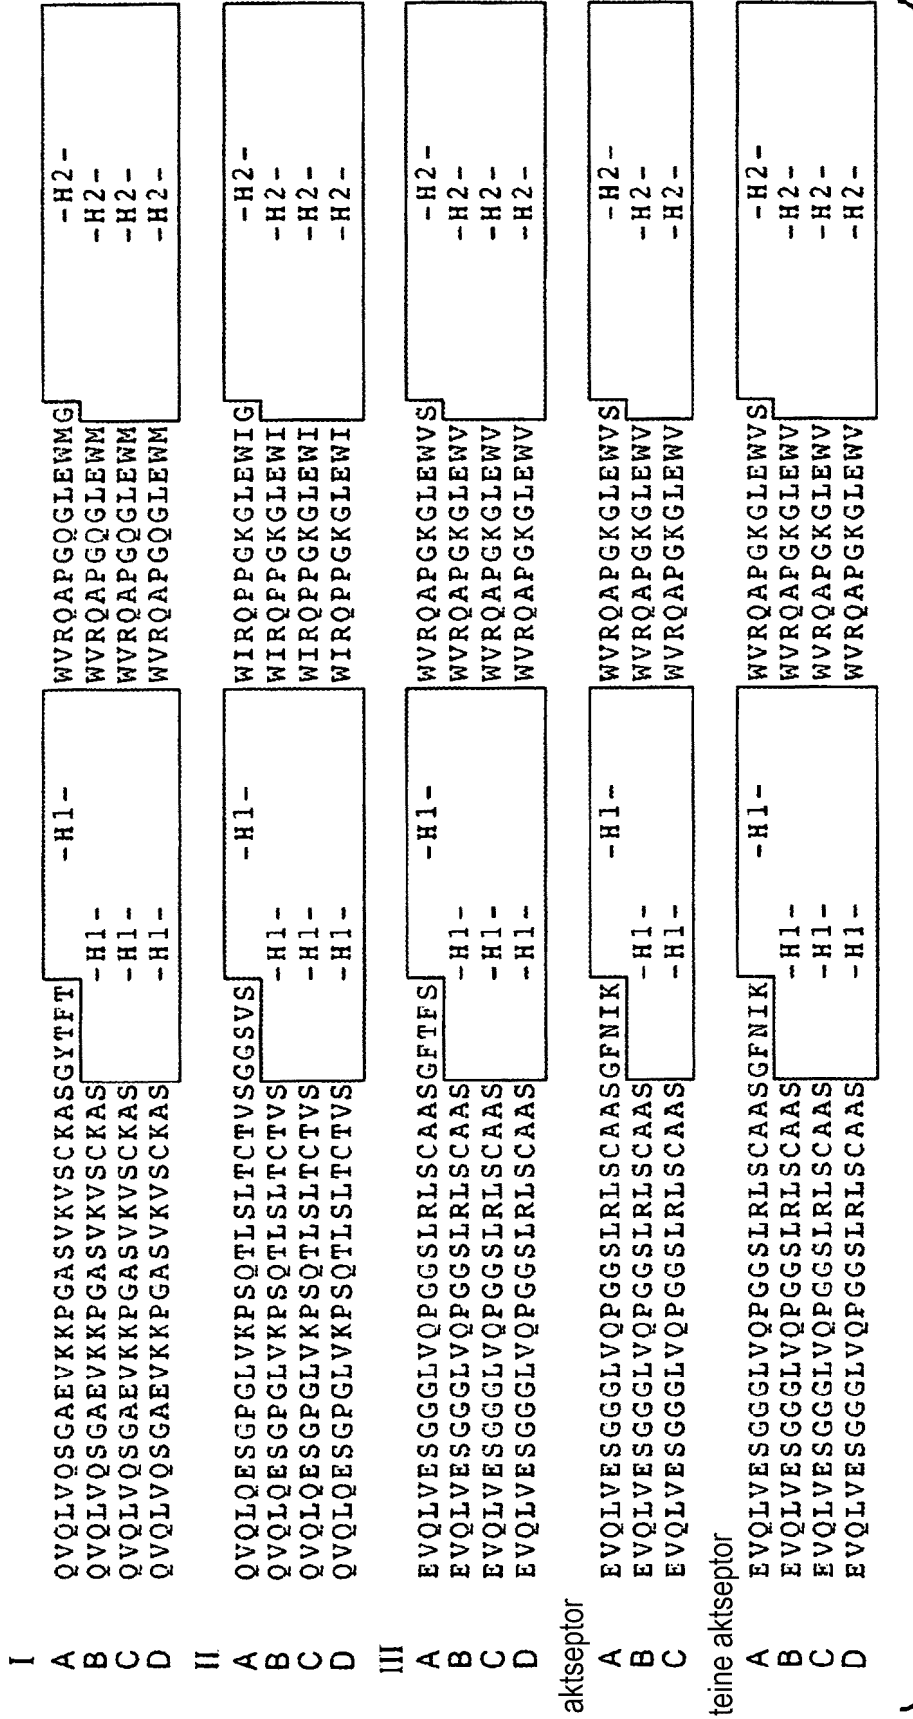 I
A QVQLVQSGAEVKKPGASVKVSCKASGYTFT -H1- WVRQAPGQGLEWMG -H2-
B QVQLVQSGAEVKKPGASVKVSCKAS -H1- WVRQAPGQGLEWM -H2-
C QVQLVQSGAEVKKPGASVKVSCKAS -H1- WVRQAPGQGLEWM -H2-
D QVQLVQSGAEVKKPGASVKVSCKAS -H1- WVRQAPGQGLEWM -H2-
II
A QVQLQESGPGLVKPSQTLSLTCTVSGGSVS -H1- WIRQPPGKGLEWIG -H2-
B QVQLQESGPGLVKPSQTLSLTCTVS -H1- WIRQPPGKGLEWI -H2-
C QVQLQESGPGLVKPSQTLSLTCTVS -H1- WIRQPPGKGLEWI -H2-
D QVQLQESGPGLVKPSQTLSLTCTVS -H1- WIRQPPGKGLEWI -H2-
III
A EVQLVESGGGLVQPGGSLRLSCAASGFTFS -H1- WVRQAPGKGLEWVS -H2-
B EVQLVESGGGLVQPGGSLRLSCAAS -H1- WVRQAPGKGLEWV -H2-
C EVQLVESGGGLVQPGGSLRLSCAAS -H1- WVRQAPGKGLEWV -H2-
D EVQLVESGGGLVQPGGSLRLSCAAS -H1- WVRQAPGKGLEWV -H2-
aktseptor
A EVQLVESGGGLVQPGGSLRLSCAASGFNIK -H1- WVRQAPGKGLEWVS -H2-
B EVQLVESGGGLVQPGGSLRLSCAAS -H1- WVRQAPGKGLEWV -H2-
C EVQLVESGGGLVQPGGSLRLSCAAS -H1- WVRQAPGKGLEWV -H2-
teine aktseptor
A EVQLVESGGGLVQPGGSLRLSCAASGFNIK -H1- WVRQAPGKGLEWVS -H2-
B EVQLVESGGGLVQPGGSLRLSCAAS -H1- WVRQAPGKGLEWV -H2-
C EVQLVESGGGLVQPGGSLRLSCAAS -H1- WVRQAPGKGLEWV -H2-
D EVQLVESGGGLVQPGGSLRLSCAAS -H1- WVRQAPGKGLEWV -H2-